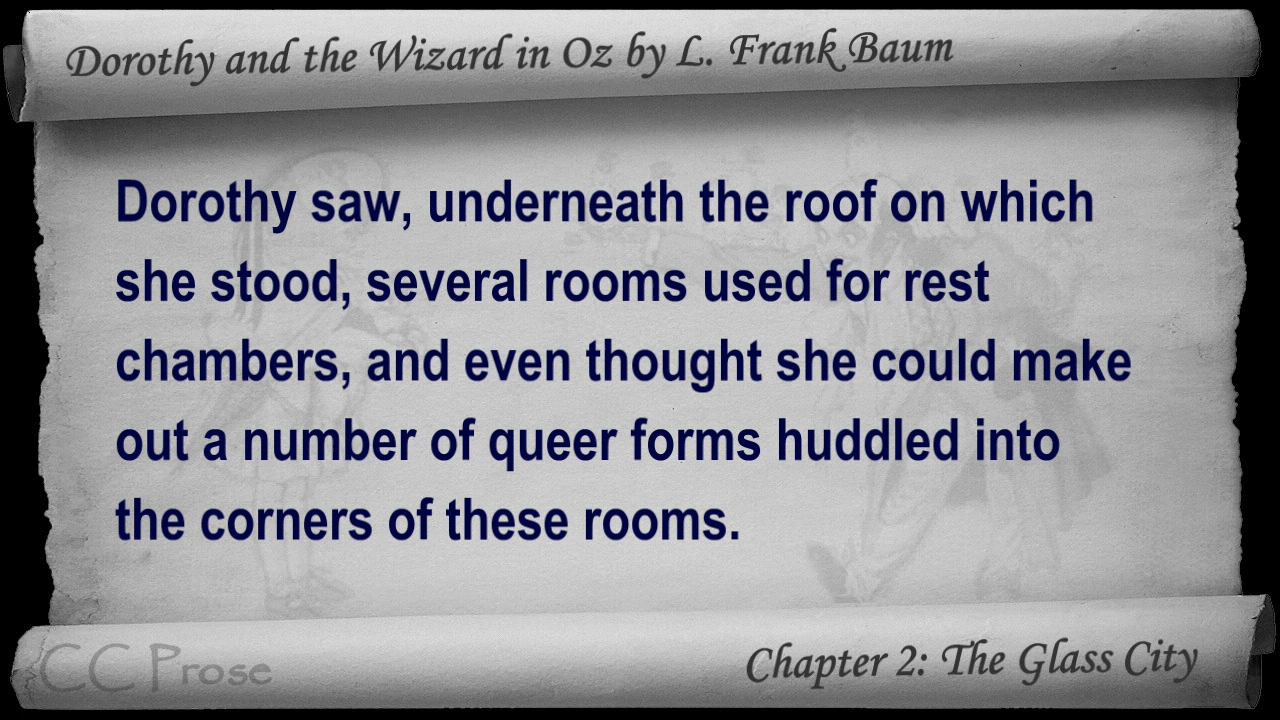 Dorothy and the Wizard in Oz by L. Frank Baum
Dorothy saw, underneath the roof on which
she stood, several rooms used for rest
chambers, and even thought she could make
out a number of queer forms huddled into
the corners of these rooms.
CC Prose
Chapter 2: The Glass City